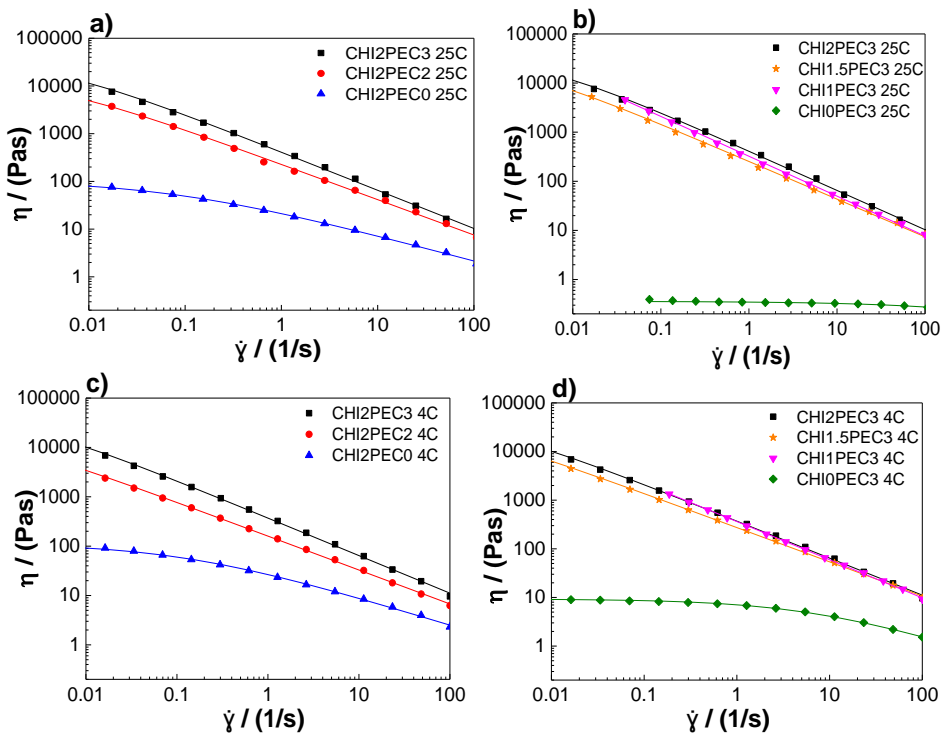 a)
100000
10000
1000
100
10
1
η / (Pas)
CHI2PEC3 25C
CHI2PEC2 25C
CHI2PEC0 25C
0.01 0.1 1 10 100
γ̇ / (1/s)
b)
100000
10000
1000
100
10
1
η / (Pas)
CHI2PEC3 25C
CHI1.5PEC3 25C
CHI1PEC3 25C
CHI0PEC3 25C
0.01 0.1 1 10 100
γ̇ / (1/s)
c)
100000
10000
1000
100
10
1
η / (Pas)
CHI2PEC3 4C
CHI2PEC2 4C
CHI2PEC0 4C
0.01 0.1 1 10 100
γ̇ / (1/s)
d)
100000
10000
1000
100
10
1
η / (Pas)
CHI2PEC3 4C
CHI1.5PEC3 4C
CHI1PEC3 4C
CHI0PEC3 4C
0.01 0.1 1 10 100
γ̇ / (1/s)